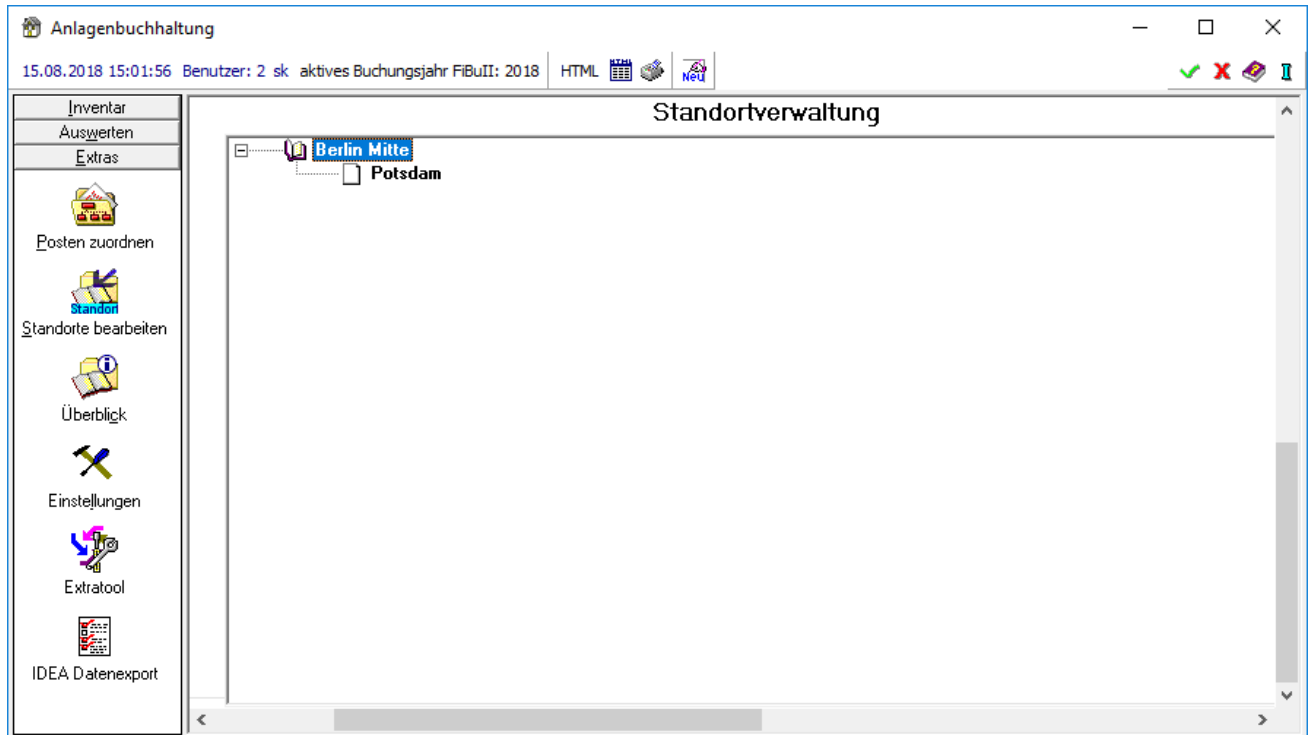 Anlagenbuchhaltung
15.08.2018 15:01:56 Benutzer: 2 sk aktives Buchungsjahr FiBuII: 2018 HTML Neu
Inventar
Auswerten
Extras
Posten zuordnen
Standort
Standorte bearbeiten
Überblick
Einstellungen
Extratool
IDEA Datenexport
Standortverwaltung
Berlin Mitte
Potsdam